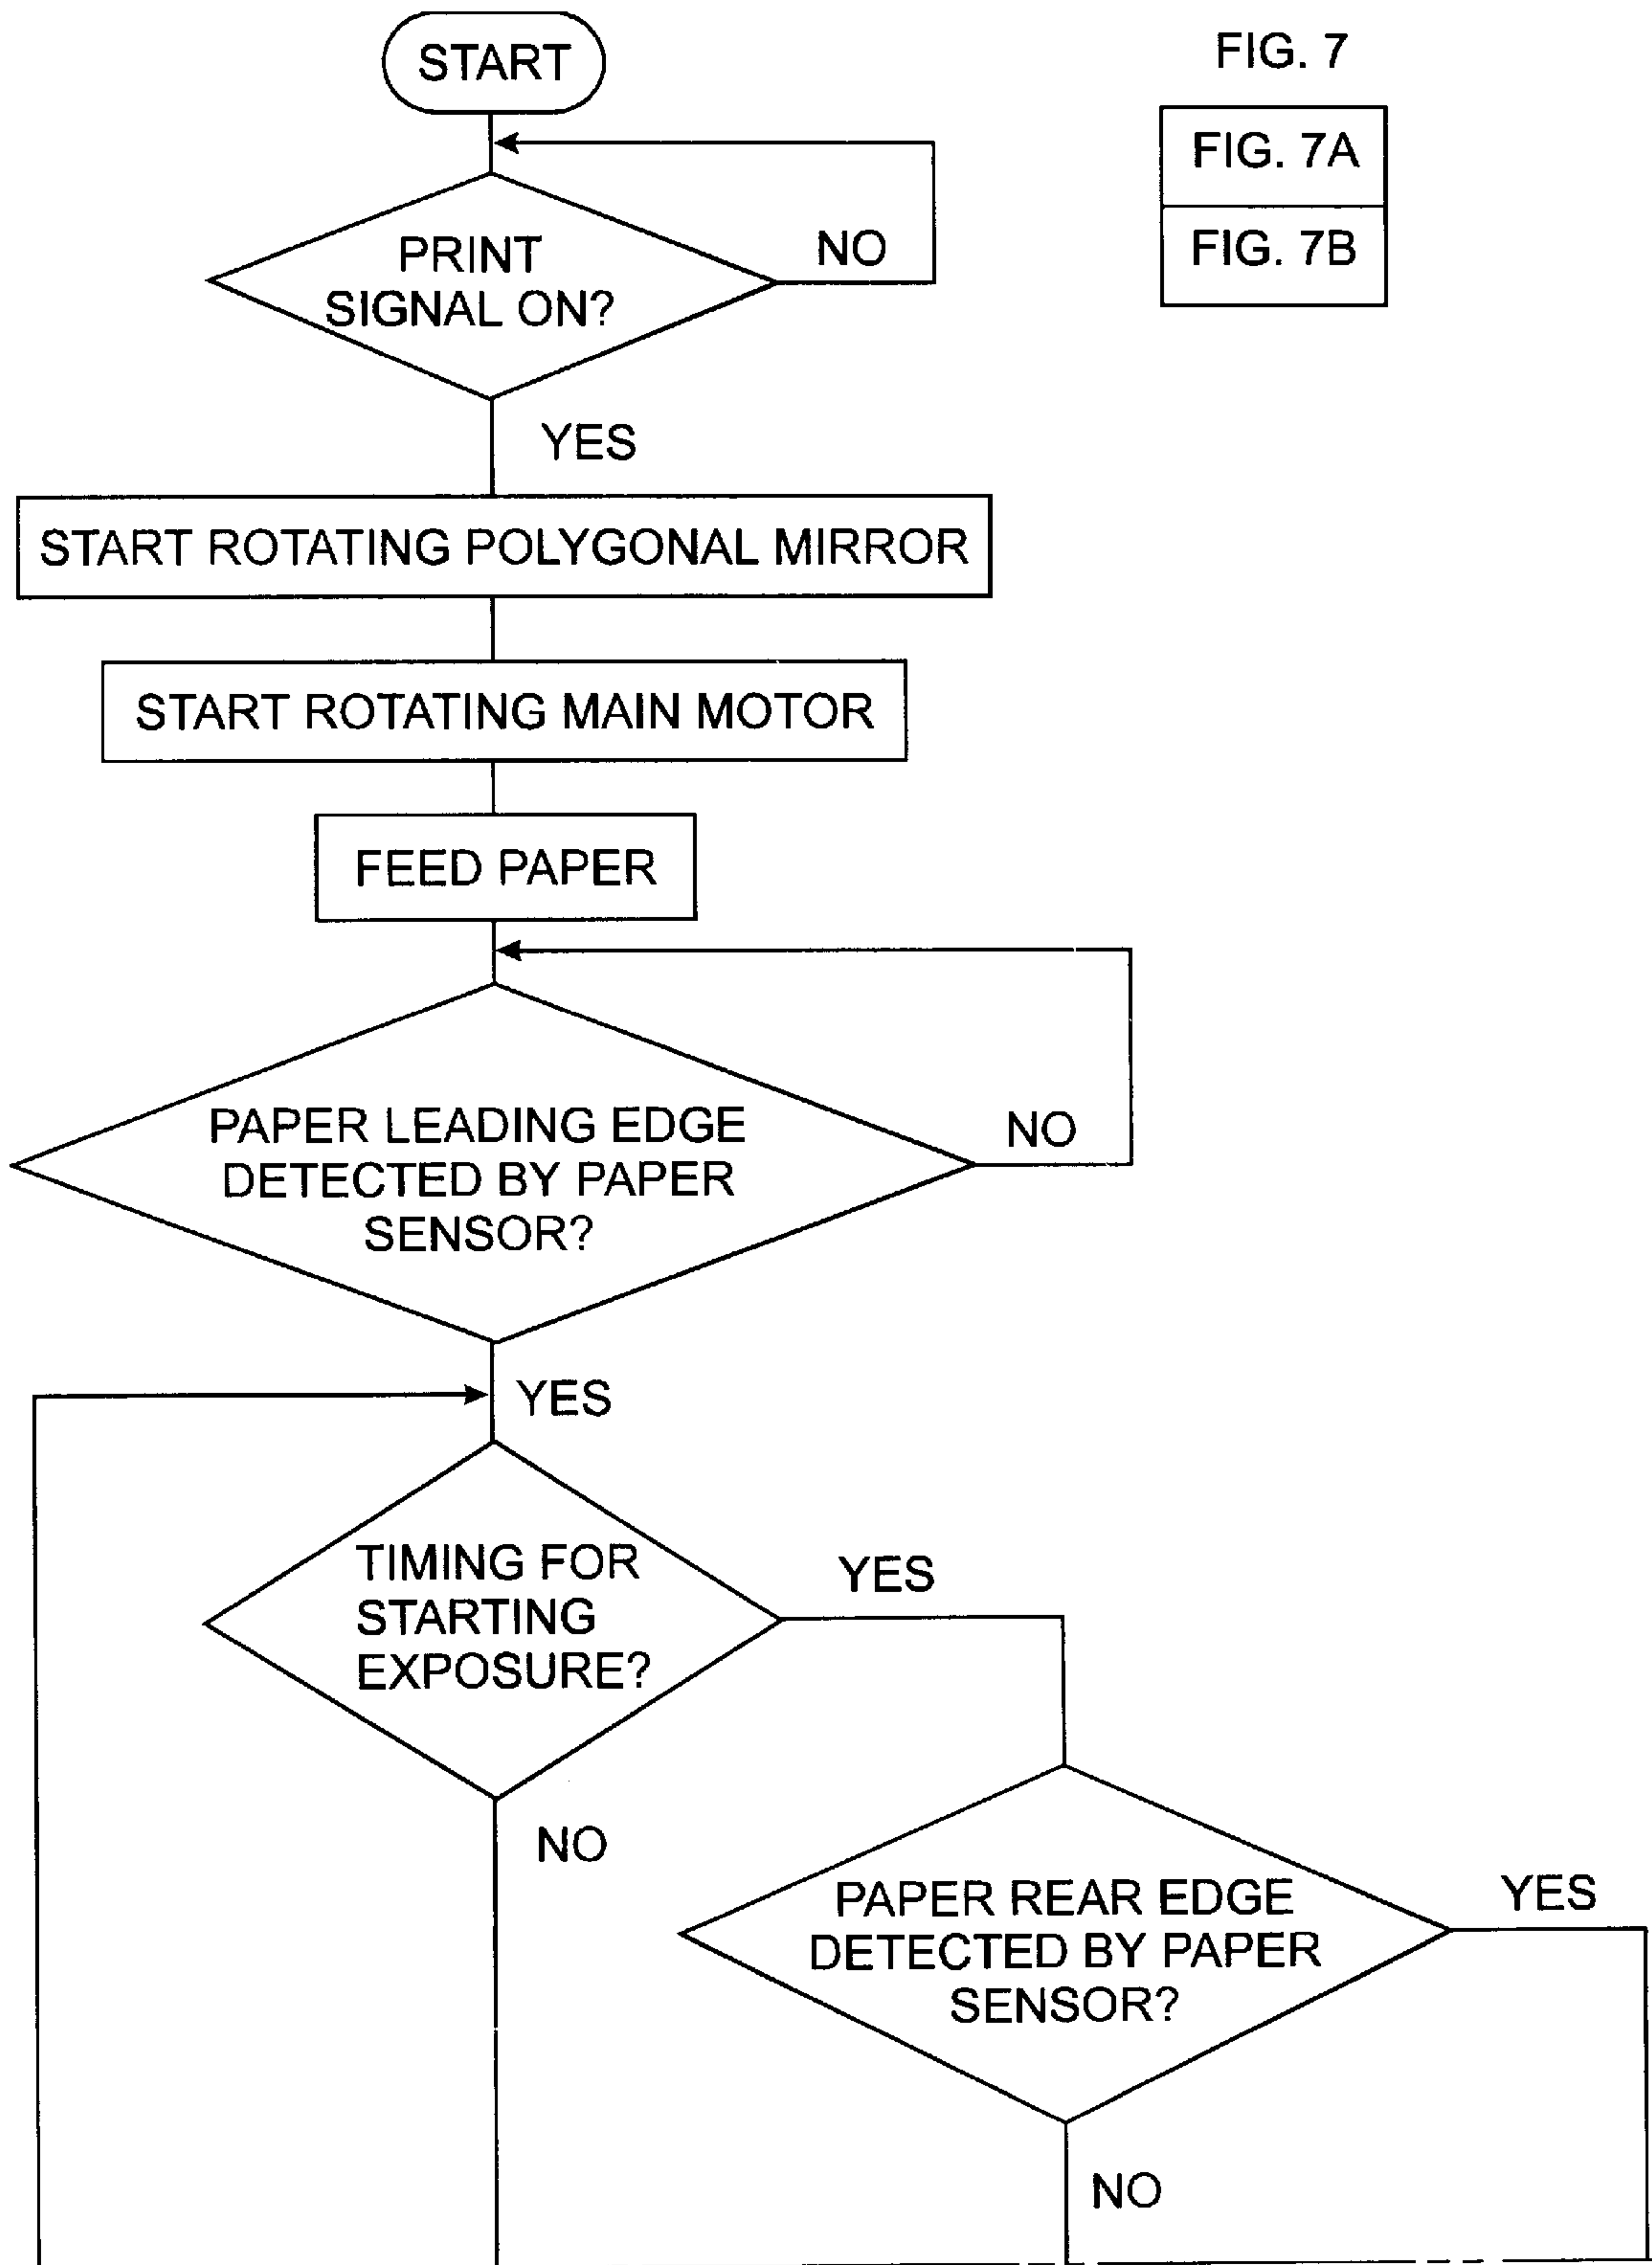 START
FIG. 7
FIG. 7A
FIG. 7B
PRINT
SIGNAL ON?
NO
YES
START ROTATING POLYGONAL MIRROR
START ROTATING MAIN MOTOR
FEED PAPER
PAPER LEADING EDGE
DETECTED BY PAPER
SENSOR?
NO
YES
TIMING FOR
STARTING
EXPOSURE?
YES
NO
PAPER REAR EDGE
DETECTED BY PAPER
SENSOR?
YES
NO